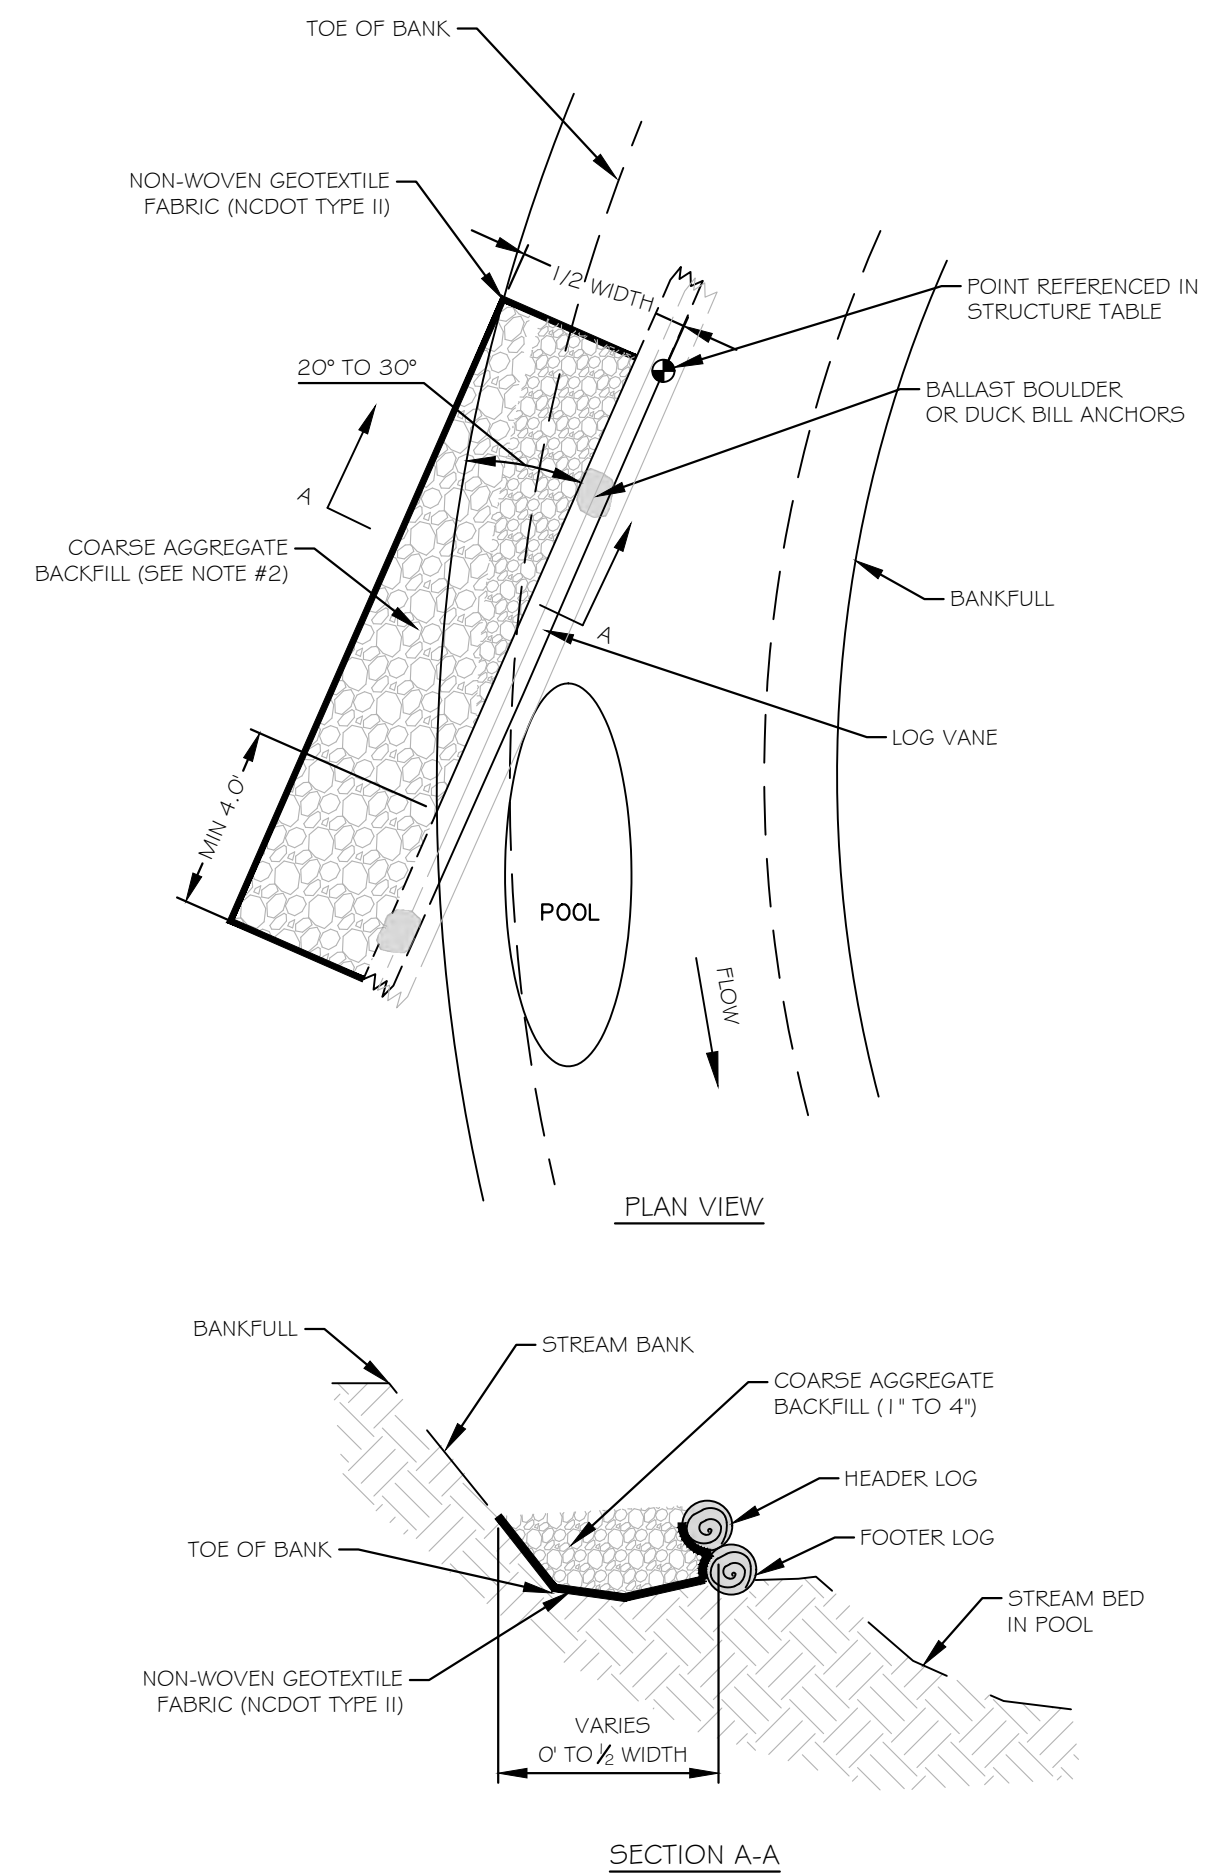 TOE OF BANK
NON-WOVEN GEOTEXTILE
FABRIC (NCDOT TYPE II)
1/2 WIDTH
POINT REFERENCED IN
STRUCTURE TABLE
20° TO 30°
BALLAST BOULDER
OR DUCK BILL ANCHORS
A
COARSE AGGREGATE
BACKFILL (SEE NOTE #2)
BANKFULL
A
LOG VANE
MIN 4.0'
POOL
FLOW
PLAN VIEW
BANKFULL
STREAM BANK
COARSE AGGREGATE
BACKFILL (1" TO 4")
HEADER LOG
FOOTER LOG
TOE OF BANK
STREAM BED
IN POOL
NON-WOVEN GEOTEXTILE
FABRIC (NCDOT TYPE II)
VARIES
0' TO ½ WIDTH
SECTION A-A